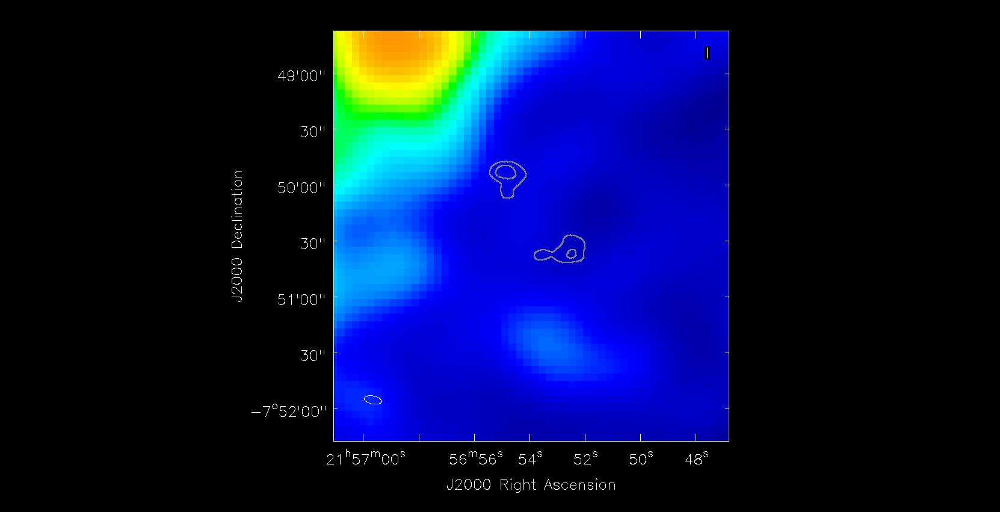 I
49'00"
30"
50'00"
30"
51'00"
30"
-7°52'00"
J2000 Declination
21h57m00s 56m56s 54s 52s 50s 48s
J2000 Right Ascension